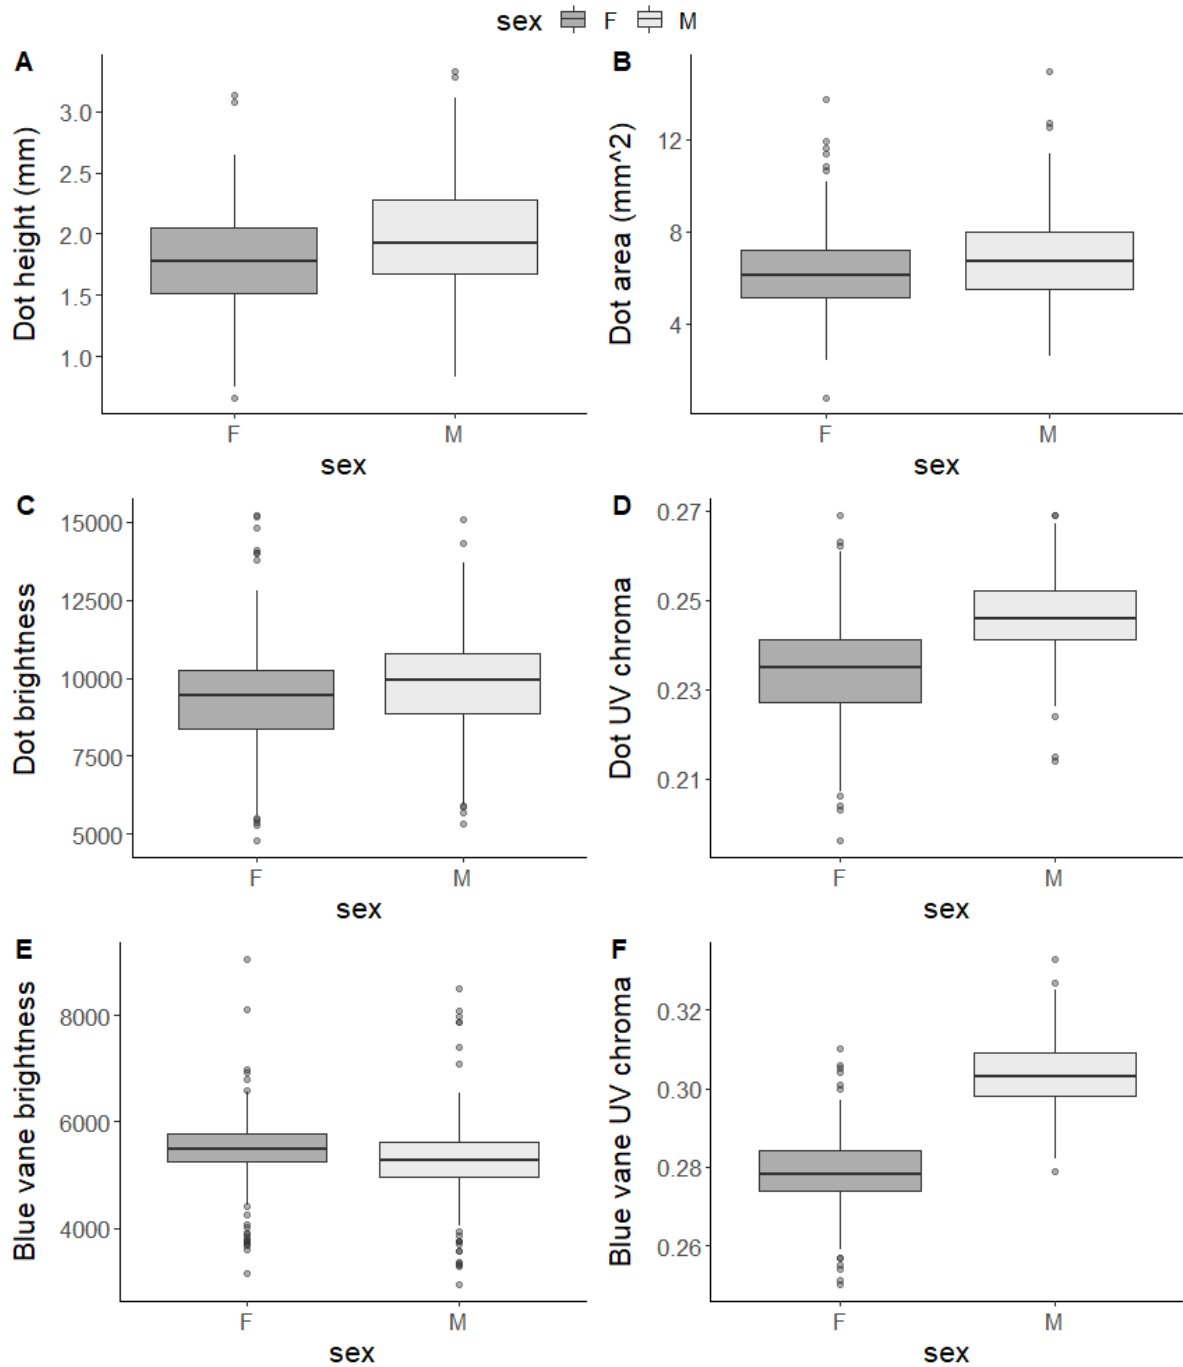 sex F M
A
Dot height (mm)
3.0
2.5
2.0
1.5
1.0
F M
sex
B
Dot area (mm^2)
12
8
4
F M
sex
C
Dot brightness
15000
12500
10000
7500
5000
F M
sex
D
Dot UV chroma
0.27
0.25
0.23
0.21
F M
sex
E
Blue vane brightness
8000
6000
4000
F M
sex
F
Blue vane UV chroma
0.32
0.30
0.28
0.26
F M
sex